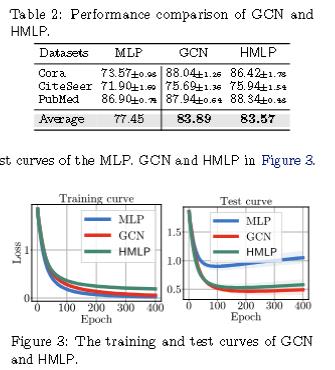 Table 2: Performance comparison of GCN and
HMLP.
Datasets MLP GCN HMLP
Cora 73.57±0.95 88.04±1.26 86.42±1.78
CiteSeer 71.90±1.60 75.69±1.36 75.94±1.54
PubMed 86.90±0.74 87.94±0.64 88.34±0.48
Average 77.45 83.89 83.57
st curves of the MLP. GCN and HMLP in Figure 3.
Training curve Test curve
MLP
GCN
HMLP
MLP
GCN
HMLP
Loss
1
0
1.5
1.0
0.5
0 100 200 300 400 0 100 200 300 400
Epoch Epoch
Figure 3: The training and test curves of GCN
and HMLP.